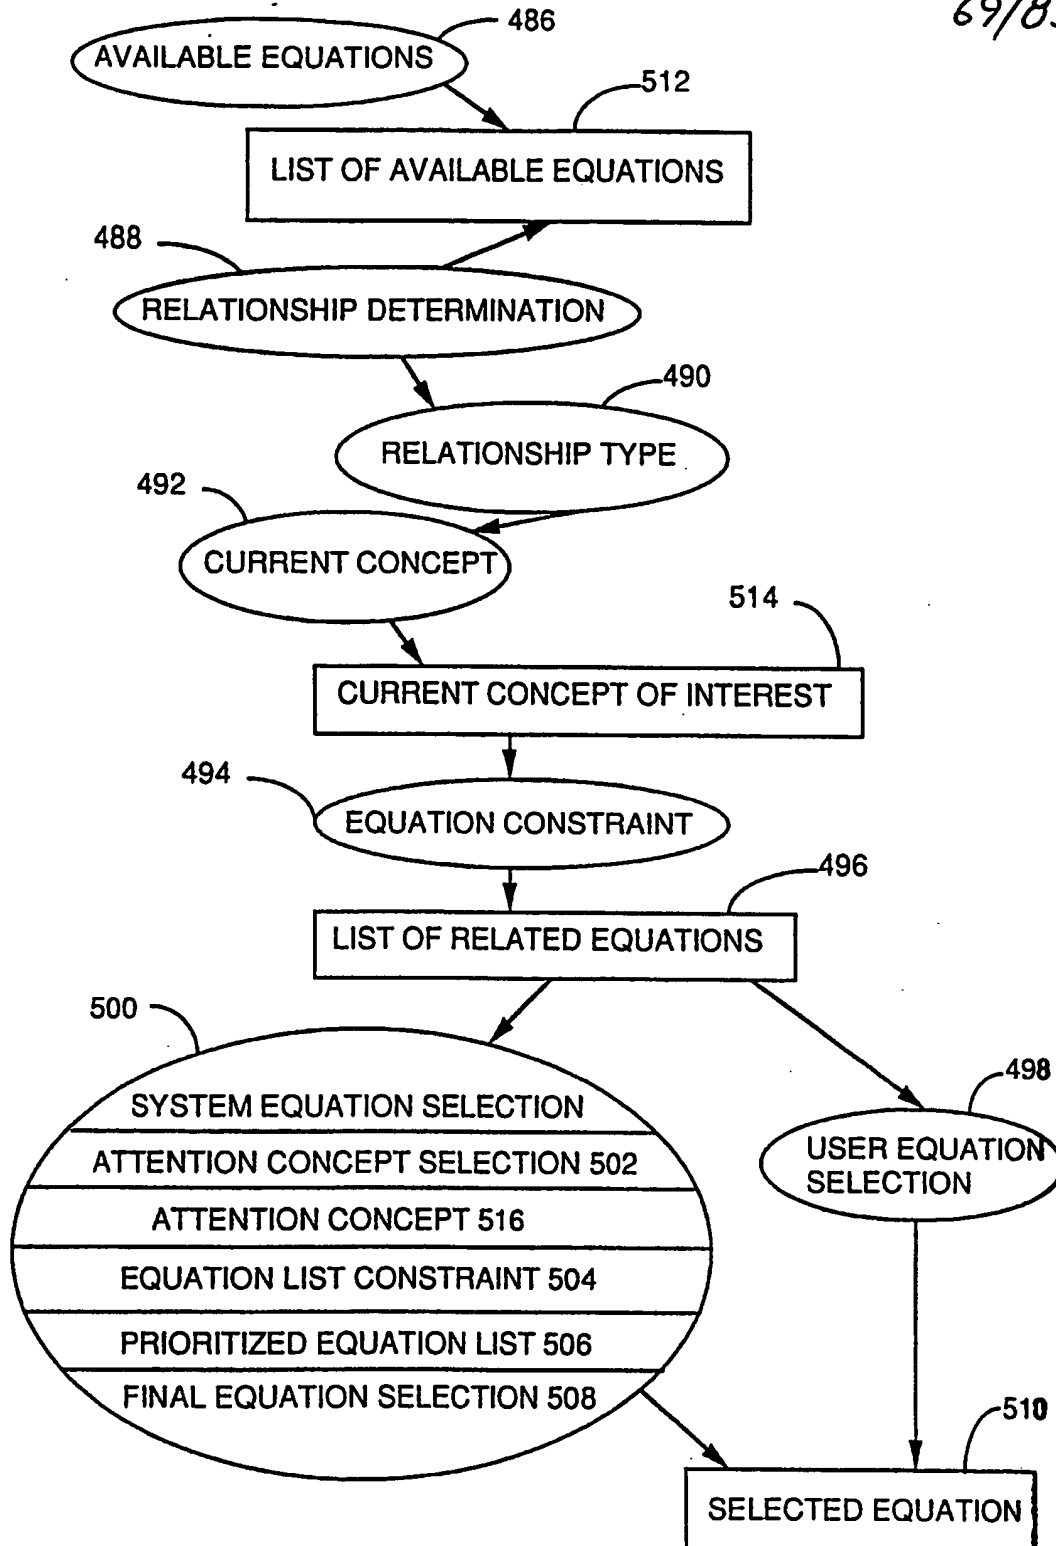 486
69/8
AVAILABLE EQUATIONS
512
LIST OF AVAILABLE EQUATIONS
488
RELATIONSHIP DETERMINATION
490
RELATIONSHIP TYPE
492
CURRENT CONCEPT
514
CURRENT CONCEPT OF INTEREST
494
EQUATION CONSTRAINT
496
LIST OF RELATED EQUATIONS
500
498
SYSTEM EQUATION SELECTION
ATTENTION CONCEPT SELECTION 502
ATTENTION CONCEPT 516
EQUATION LIST CONSTRAINT 504
PRIORITIZED EQUATION LIST 506
FINAL EQUATION SELECTION 508
USER EQUATION
SELECTION
510
SELECTED EQUATION